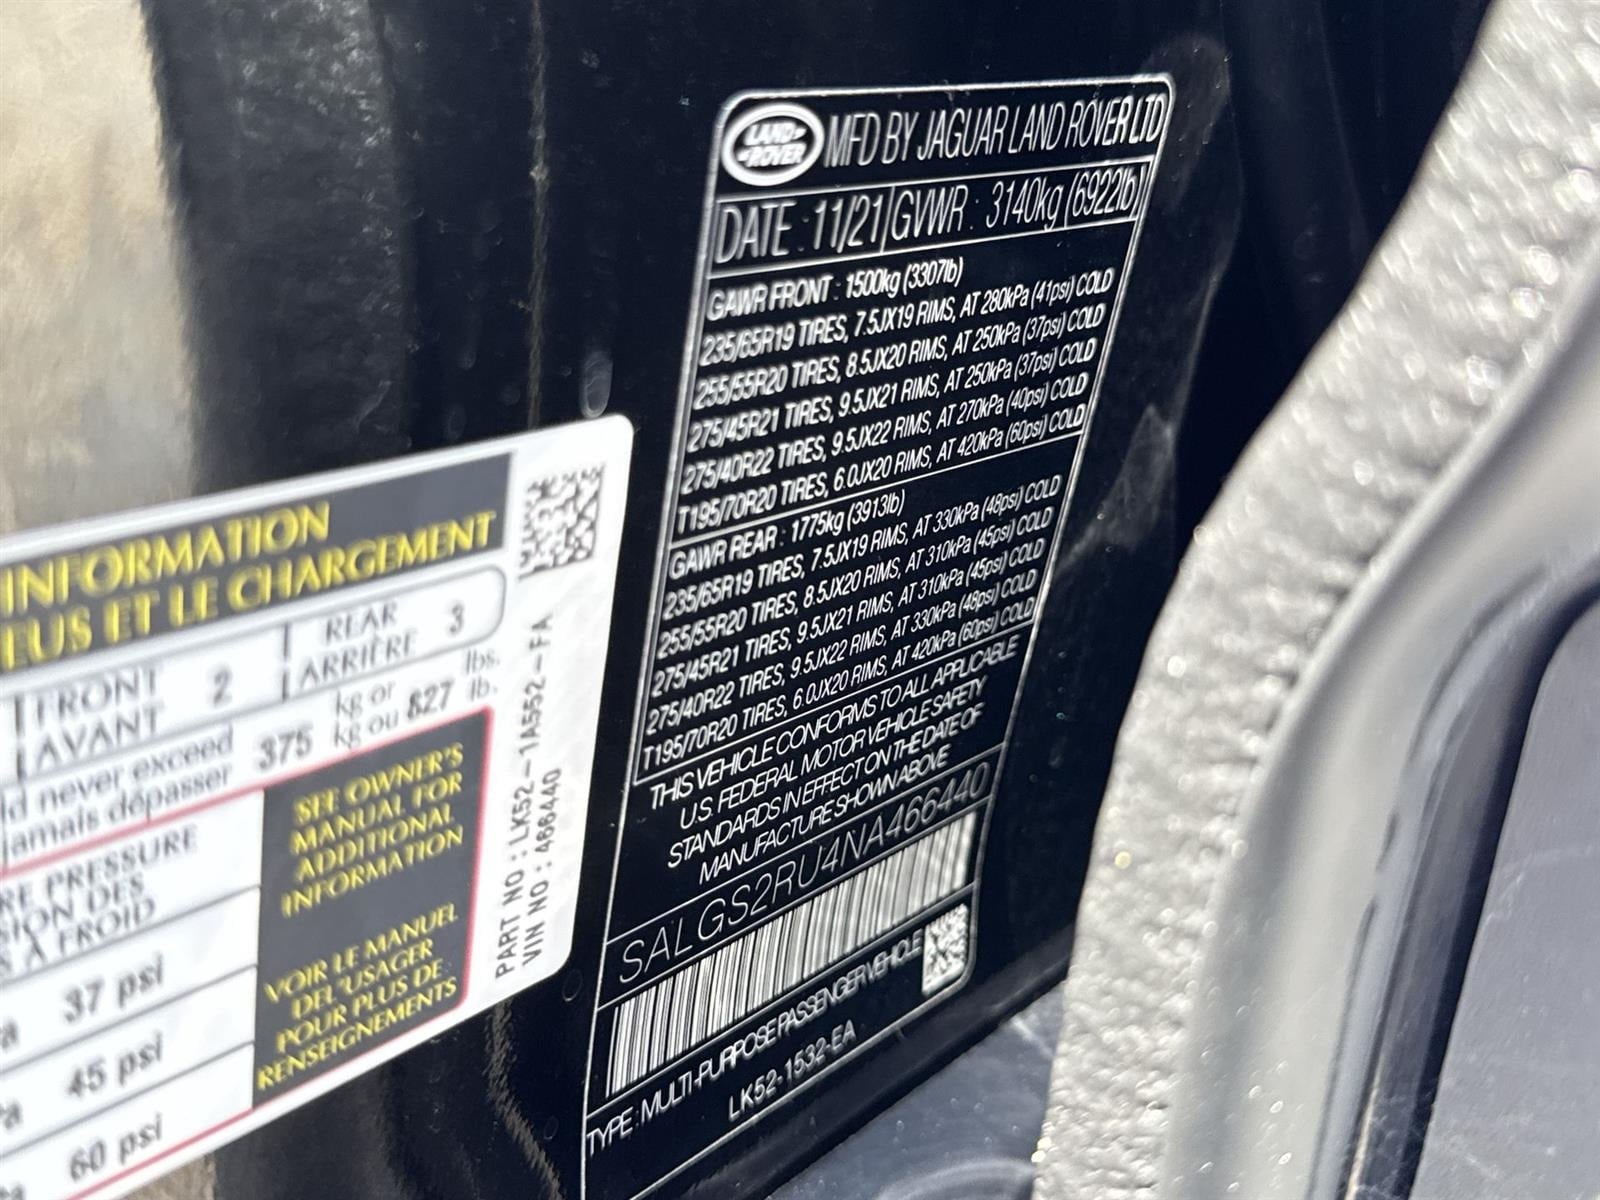 LAND ROVER
MFD BY JAGUAR LAND ROVER LTD
DATE : 11/21 GVWR : 3140kg (6922lb)
GAWR FRONT : 1500kg (3307lb)
235/65R19 TIRES, 7.5JX19 RIMS, AT 280kPa (41psi) COLD
255/55R20 TIRES, 8.5JX20 RIMS, AT 250kPa (37psi) COLD
275/45R21 TIRES, 9.5JX21 RIMS, AT 250kPa (37psi) COLD
275/40R22 TIRES, 9.5JX22 RIMS, AT 270kPa (40psi) COLD
T195/70R20 TIRES, 6.0JX20 RIMS, AT 420kPa (60psi) COLD
GAWR REAR : 1775kg (3913lb)
235/65R19 TIRES, 7.5JX19 RIMS, AT 330kPa (48psi) COLD
255/55R20 TIRES, 8.5JX20 RIMS, AT 310kPa (45psi) COLD
275/45R21 TIRES, 9.5JX21 RIMS, AT 310kPa (45psi) COLD
275/40R22 TIRES, 9.5JX22 RIMS, AT 330kPa (48psi) COLD
T195/70R20 TIRES, 6.0JX20 RIMS, AT 420kPa (60psi) COLD
THIS VEHICLE CONFORMS TO ALL APPLICABLE
U.S. FEDERAL MOTOR VEHICLE SAFETY
STANDARDS IN EFFECT ON THE DATE OF
MANUFACTURE SHOWN ABOVE
SALGS2RU4NA466440
TYPE : MULTI-PURPOSE PASSENGER VEHICLE
LK52-1532-EA
INFORMATION
EUS ET LE CHARGEMENT
FRONT 2 REAR 3
AVANT ARRIÈRE
d never exceed 375 kg or 827 lbs.
jamais dépasser kg ou lb.
RE PRESSURE
SION DES
S À FROID
37 psi
45 psi
60 psi
SEE OWNER'S
MANUAL FOR
ADDITIONAL
INFORMATION
VOIR LE MANUEL
DEL'USAGER
POUR PLUS DE
RENSEIGNEMENTS
PART NO : LK52-1A552-FA
VIN NO : 466440